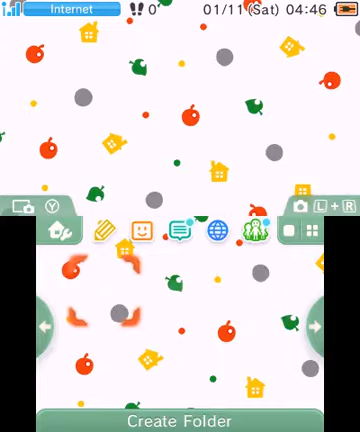 Internet 0' 01/11 (Sat) 04:46
Y L + R
Create Folder